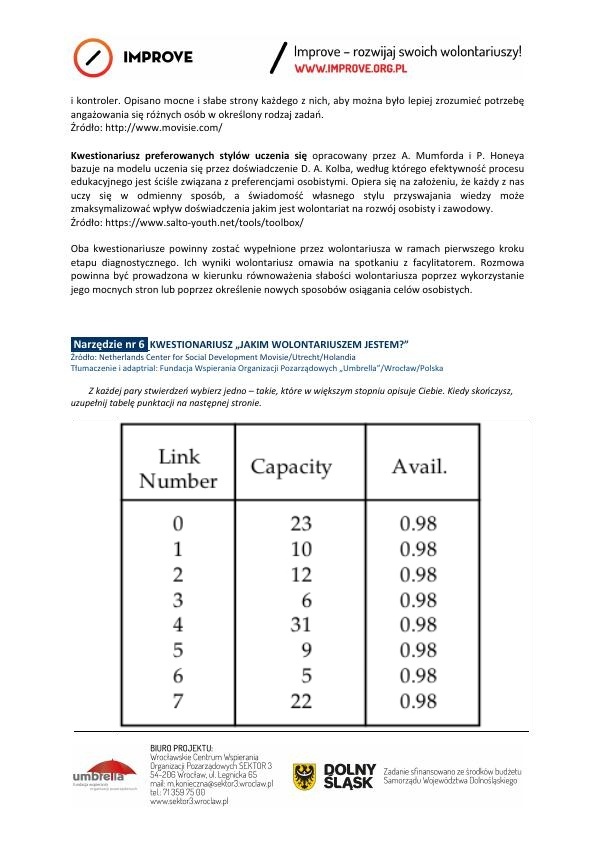 IMPROVE
Improve – rozwijaj swoich wolontariuszy!
WWW.IMPROVE.ORG.PL
i kontroler. Opisano mocne i słabe strony każdego z nich, aby można było lepiej zrozumieć potrzebę
angażowania się różnych osób w określony rodzaj zadań.
Źródło: http://www.movisie.com/
Kwestionariusz preferowanych stylów uczenia się opracowany przez A. Mumforda i P. Honeya
bazuje na modelu uczenia się przez doświadczenie D. A. Kolba, według którego efektywność procesu
edukacyjnego jest ściśle związana z preferencjami osobistymi. Opiera się na założeniu, że każdy z nas
uczy się w odmienny sposób, a świadomość własnego stylu przyswajania wiedzy może
zmaksymalizować wpływ doświadczenia jakim jest wolontariat na rozwój osobisty i zawodowy.
Źródło: https://www.salto-youth.net/tools/toolbox/
Oba kwestionariusze powinny zostać wypełnione przez wolontariusza w ramach pierwszego kroku
etapu diagnostycznego. Ich wyniki wolontariusz omawia na spotkaniu z facylitatorem. Rozmowa
powinna być prowadzona w kierunku równoważenia słabości wolontariusza poprzez wykorzystanie
jego mocnych stron lub poprzez określenie nowych sposobów osiągania celów osobistych.
Narzędzie nr 6 KWESTIONARIUSZ „JAKIM WOLONTARIUSZEM JESTEM?”
Źródło: Netherlands Center for Social Development Movisie/Utrecht/Holandia
Tłumaczenie i adaptrial: Fundacja Wspierania Organizacji Pozarządowych „Umbrella”/Wrocław/Polska
Z każdej pary stwierdzeń wybierz jedno – takie, które w większym stopniu opisuje Ciebie. Kiedy skończysz,
uzupełnij tabelę punktacji na następnej stronie.
Link Number Capacity Avail.
0 23 0.98
1 10 0.98
2 12 0.98
3 6 0.98
4 31 0.98
5 9 0.98
6 5 0.98
7 22 0.98
umbrella
fundacja wspierania
organizacji pozarządowych
BIURO PROJEKTU:
Wrocławskie Centrum Wspierania
Organizacji Pozarządowych SEKTOR 3
54-206 Wrocław, ul. Legnicka 65
mail: m.konieczna@sektor3.wroclaw.pl
tel.: 71 359 75 00
www.sektor3.wroclaw.pl
DOLNY
ŚLĄSK
Zadanie sfinansowano ze środków budżetu
Samorządu Województwa Dolnośląskiego